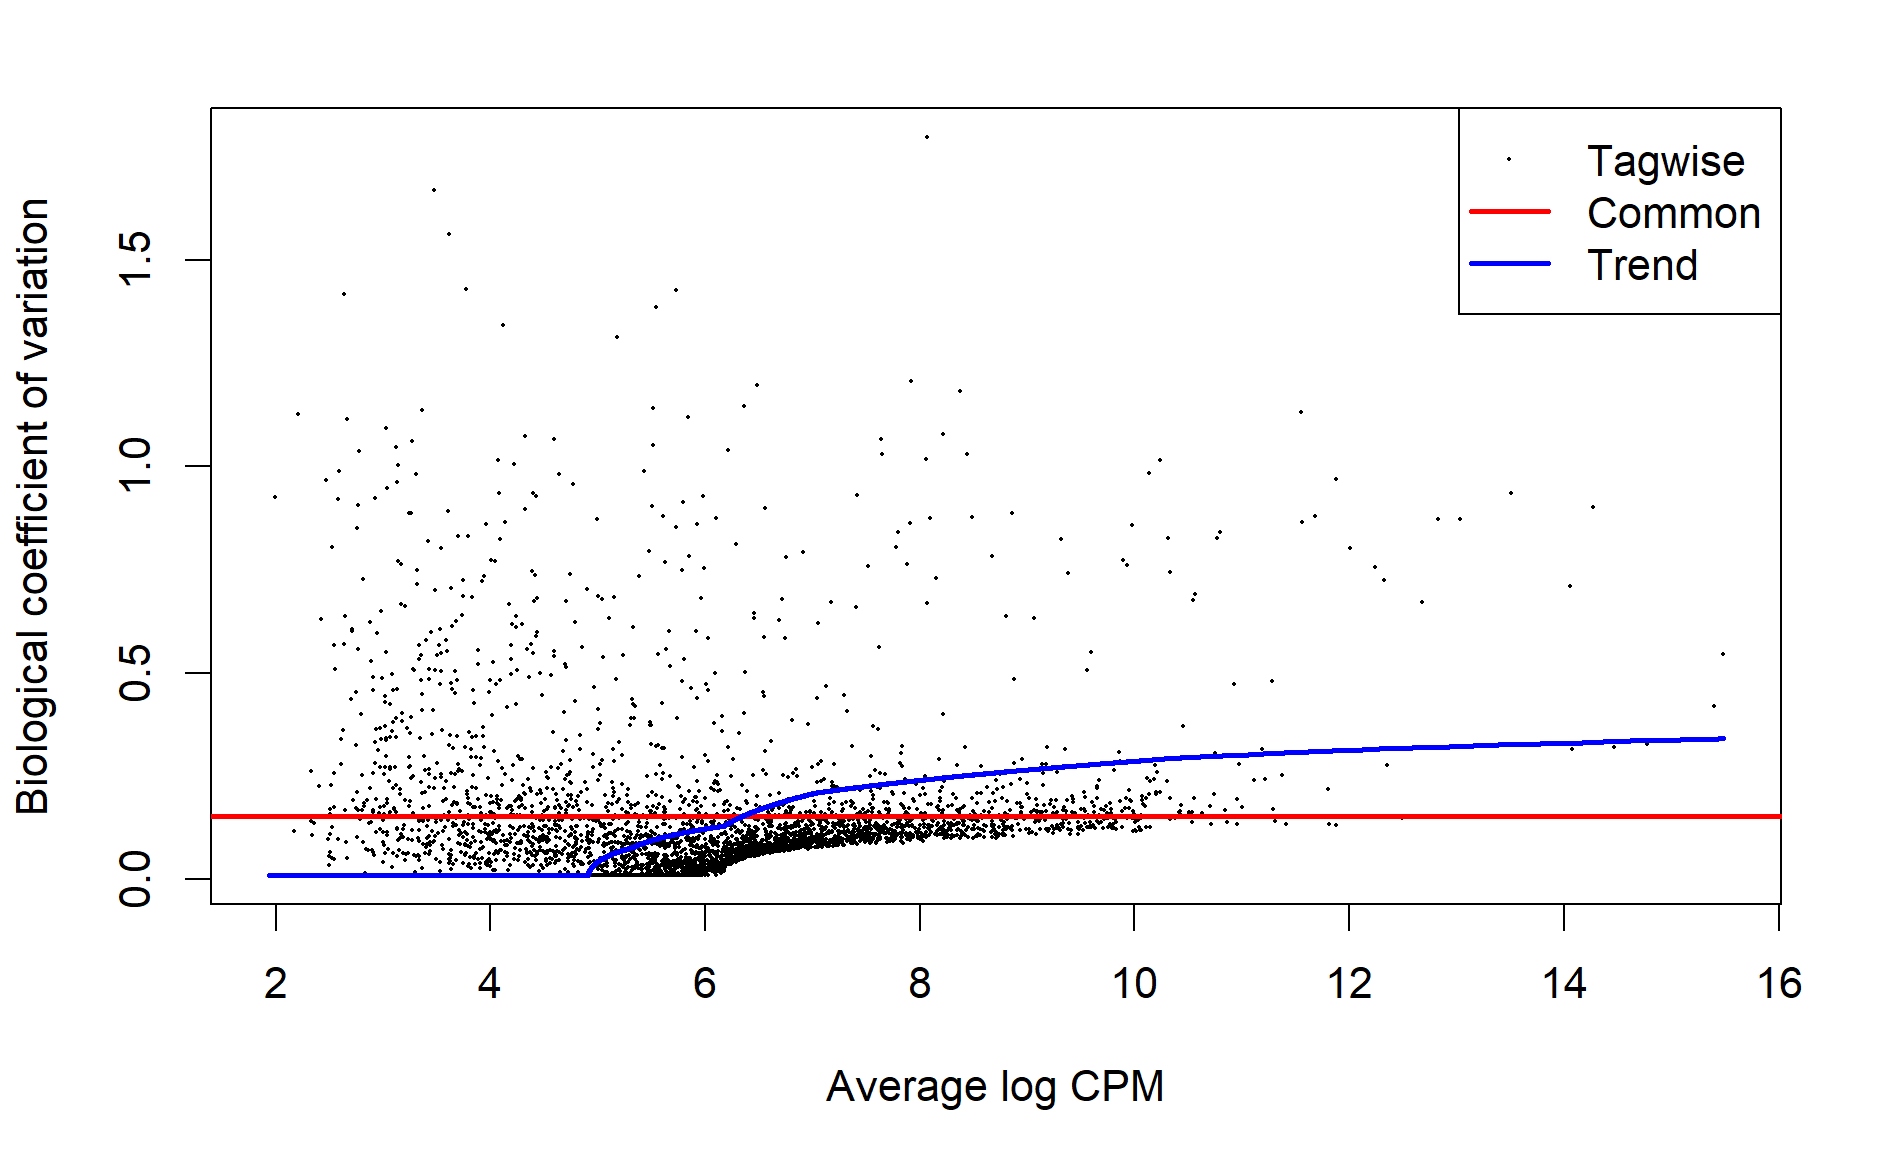 Tagwise
Common
Trend
Biological coefficient of variation
0.0
0.5
1.0
1.5
2
4
6
8
10
12
14
16
Average log CPM